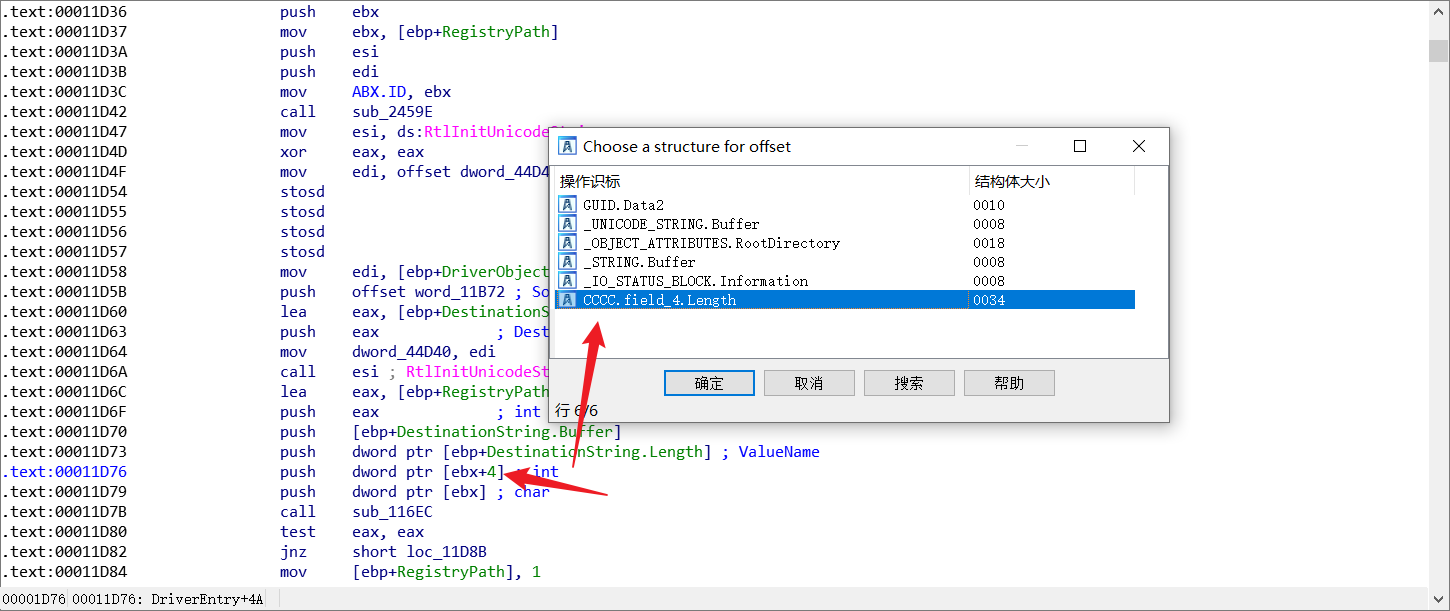 .text:00011D36 push ebx
.text:00011D37 mov ebx, [ebp+RegistryPath]
.text:00011D3A push esi
.text:00011D3B push edi
.text:00011D3C mov ABX.ID, ebx
.text:00011D42 call sub_2459E
.text:00011D47 mov esi, ds:RtlInitUnicodeStri
.text:00011D4D xor eax, eax
.text:00011D4F mov edi, offset dword_44D4
.text:00011D54 stosd
.text:00011D55 stosd
.text:00011D56 stosd
.text:00011D57 stosd
.text:00011D58 mov edi, [ebp+DriverObject
.text:00011D5B push offset word_11B72 ; So
.text:00011D60 lea eax, [ebp+DestinationS
.text:00011D63 push eax ; Dest
.text:00011D64 mov dword_44D40, edi
.text:00011D6A call esi ; RtlInitUnicodeSt
.text:00011D6C lea eax, [ebp+RegistryPath
.text:00011D6F push eax ; int
.text:00011D70 push [ebp+DestinationString.Buffer]
.text:00011D73 push dword ptr [ebp+DestinationString.Length] ; ValueName
.text:00011D76 push dword ptr [ebx+4] ; int
.text:00011D79 push dword ptr [ebx] ; char
.text:00011D7B call sub_116EC
.text:00011D80 test eax, eax
.text:00011D82 jnz short loc_11D8B
.text:00011D84 mov [ebp+RegistryPath], 1
00001D76 00011D76: DriverEntry+4A
Choose a structure for offset
操作识标 结构体大小
GUID.Data2 0010
_UNICODE_STRING.Buffer 0008
_OBJECT_ATTRIBUTES.RootDirectory 0018
_STRING.Buffer 0008
_IO_STATUS_BLOCK.Information 0008
CCCC.field_4.Length 0034
确定 取消 搜索 帮助
行 6/6